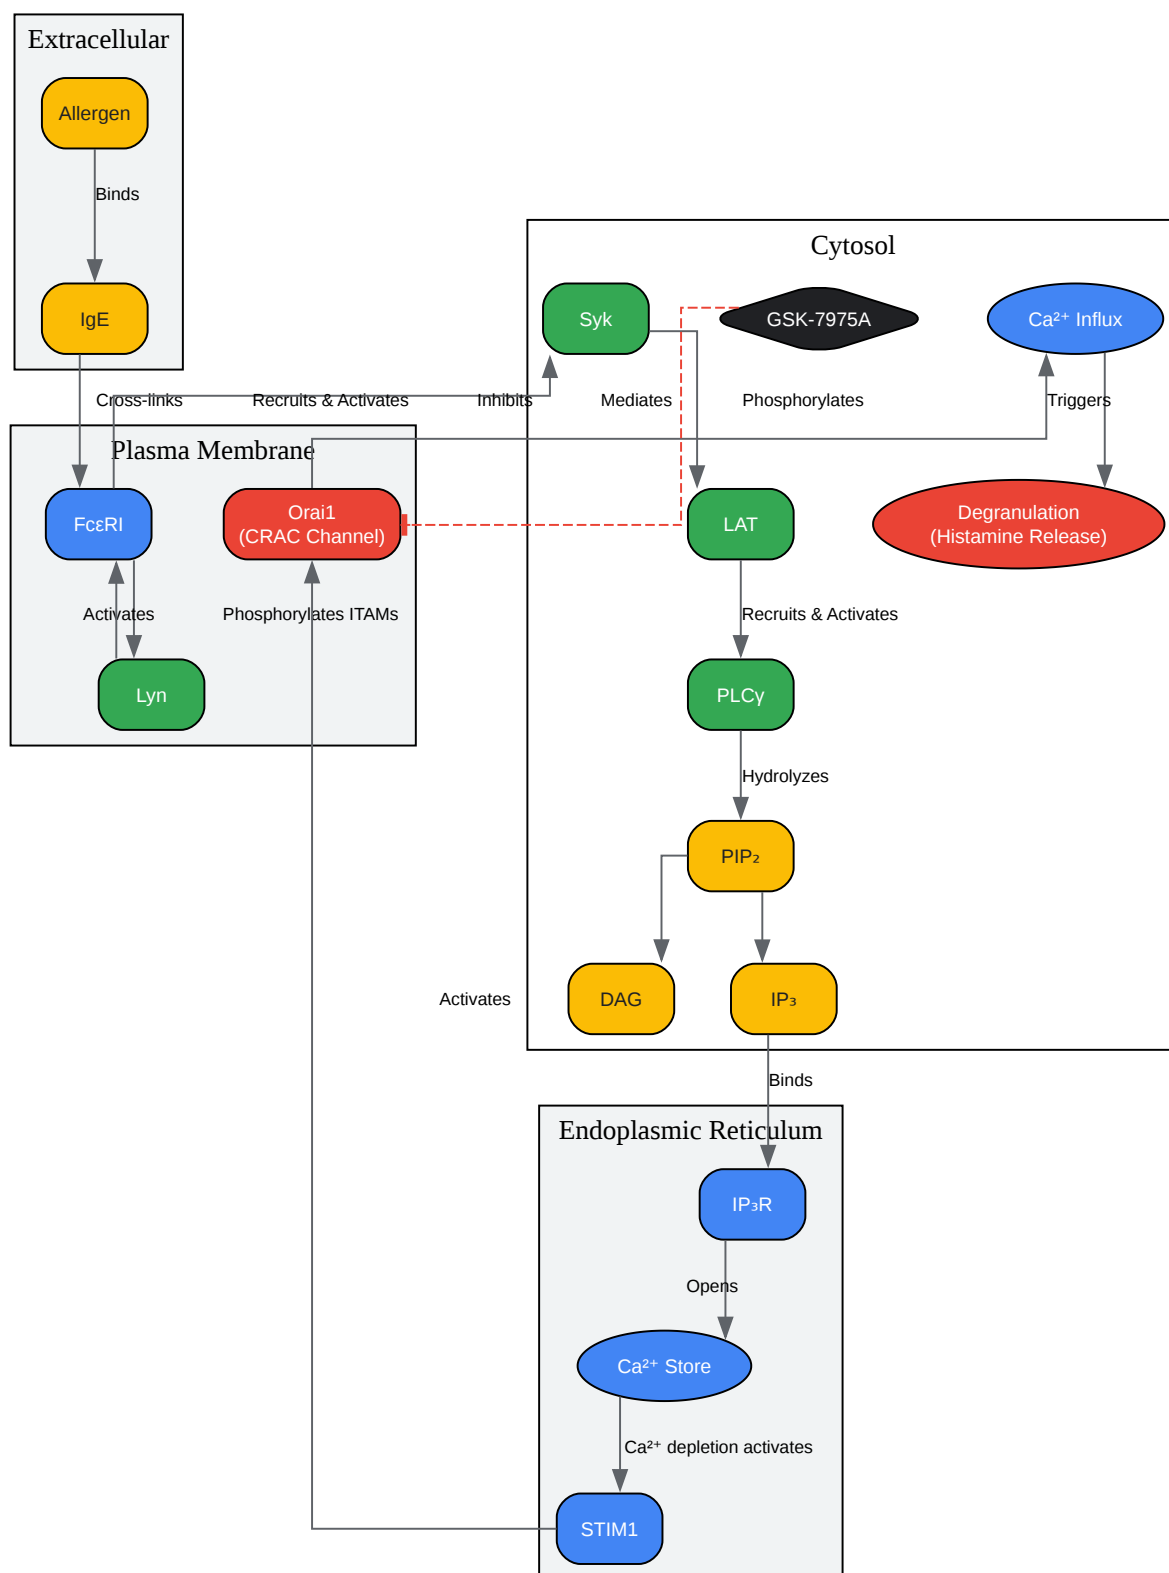 Extracellular
Allergen
Binds
IgE
Cytosol
Syk
GSK-7975A
Ca²⁺ Influx
Cross-links
Recruits & Activates
Inhibits
Mediates
Phosphorylates
Triggers
Plasma Membrane
FcεRI
Orai1
(CRAC Channel)
LAT
Degranulation
(Histamine Release)
Activates
Phosphorylates ITAMs
Recruits & Activates
Lyn
PLCγ
Hydrolyzes
PIP₂
Activates
DAG
IP₃
Binds
Endoplasmic Reticulum
IP₃R
Opens
Ca²⁺ Store
Ca²⁺ depletion activates
STIM1